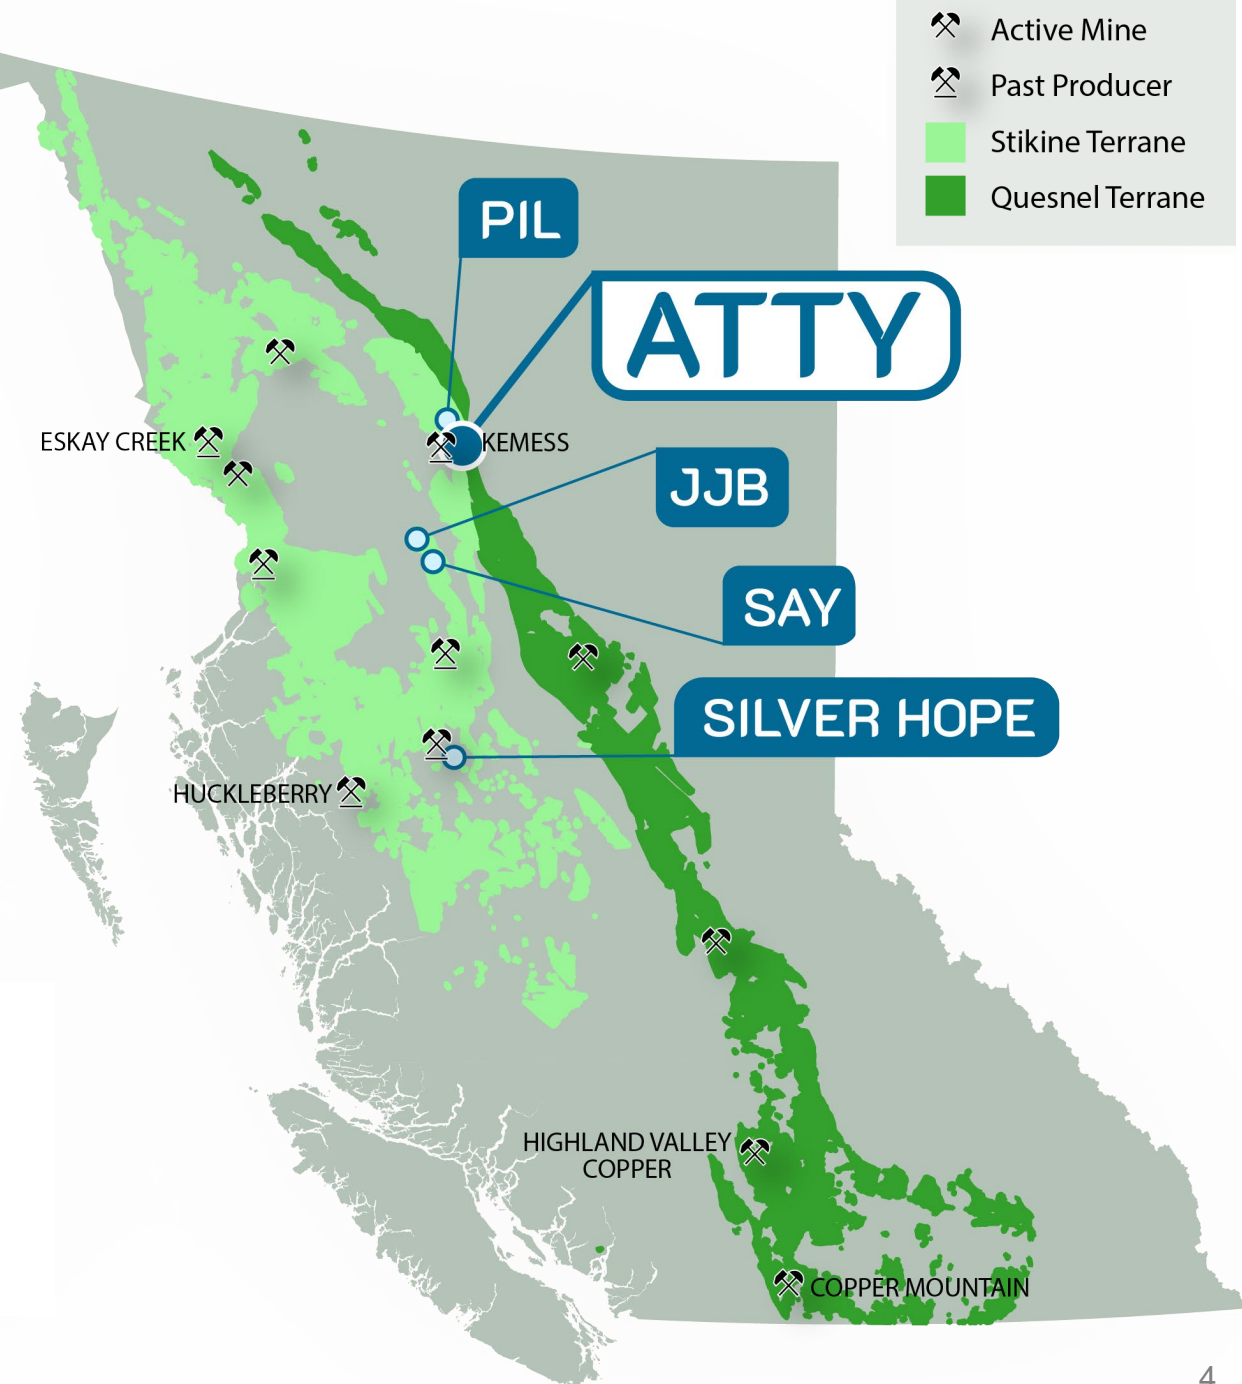 Active Mine
Past Producer
Stikine Terrane
Quesnel Terrane
PIL
ATTY
ESKAY CREEK
KEMESS
JJB
SAY
SILVER HOPE
HUCKLEBERRY
HIGHLAND VALLEY
COPPER
COPPER MOUNTAIN
4